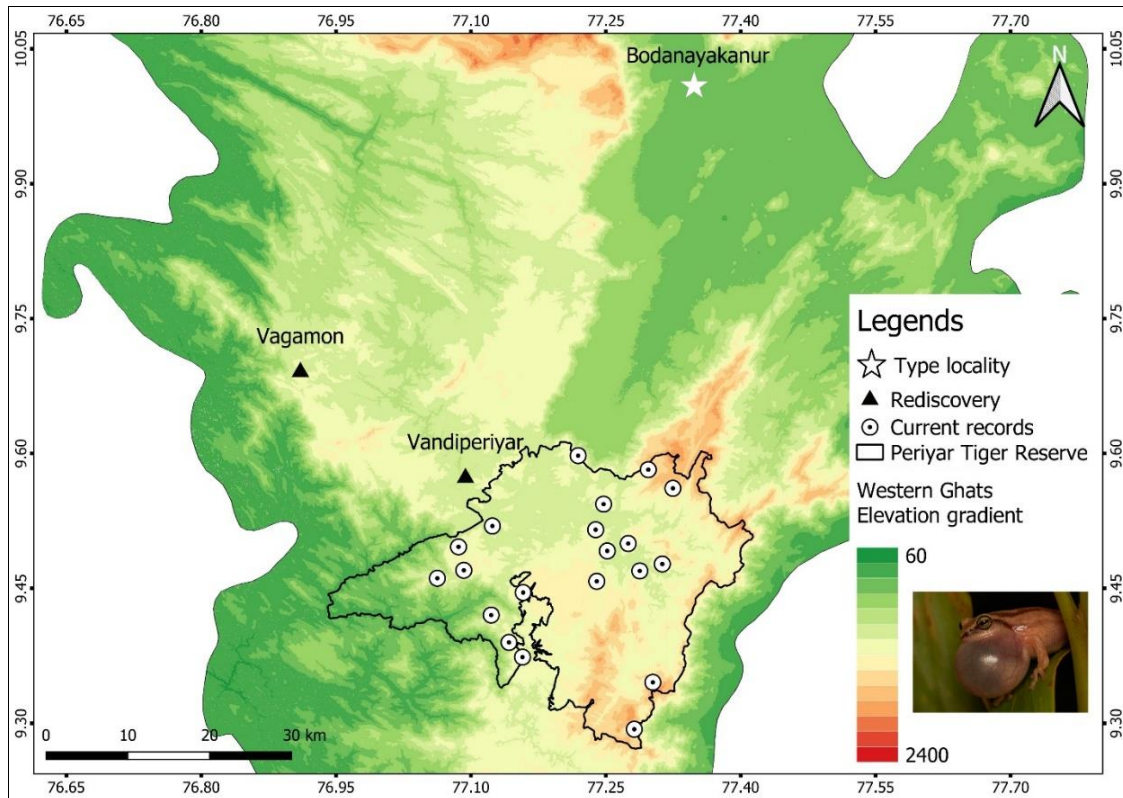 76.65 76.80 76.95 77.10 77.25 77.40 77.55 77.70
10.05 10.05
Bodanayakanur
N
9.90 9.90
9.75 9.75
Vagamon
Legends
Type locality
Rediscovery
Current records
Periyar Tiger Reserve
Vandiperiyar
9.60 9.60
Western Ghats
Elevation gradient
60
9.45 9.45
9.30 9.30
0 10 20 30 km
2400
76.65 76.80 76.95 77.10 77.25 77.40 77.55 77.70